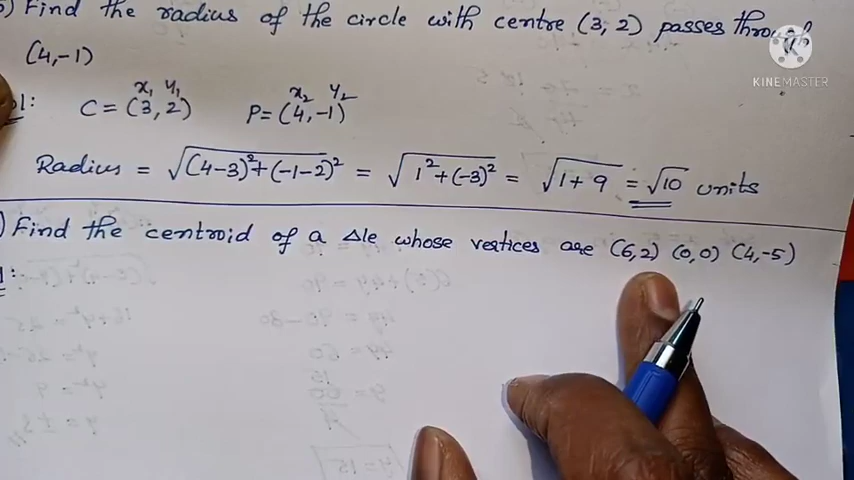 Find the radius of the circle with centre (3, 2) passes through
(4,-1)
x₁ y₁ x₂ y₂
C = (3, 2) P = (4, -1)
Radius = √(4-3)²+(-1-2)² = √1²+(-3)² = √1+9 = √10 units
) Find the centroid of a Δle whose vertices are (6,2) (0,0) (4,-5)
KINEMASTER